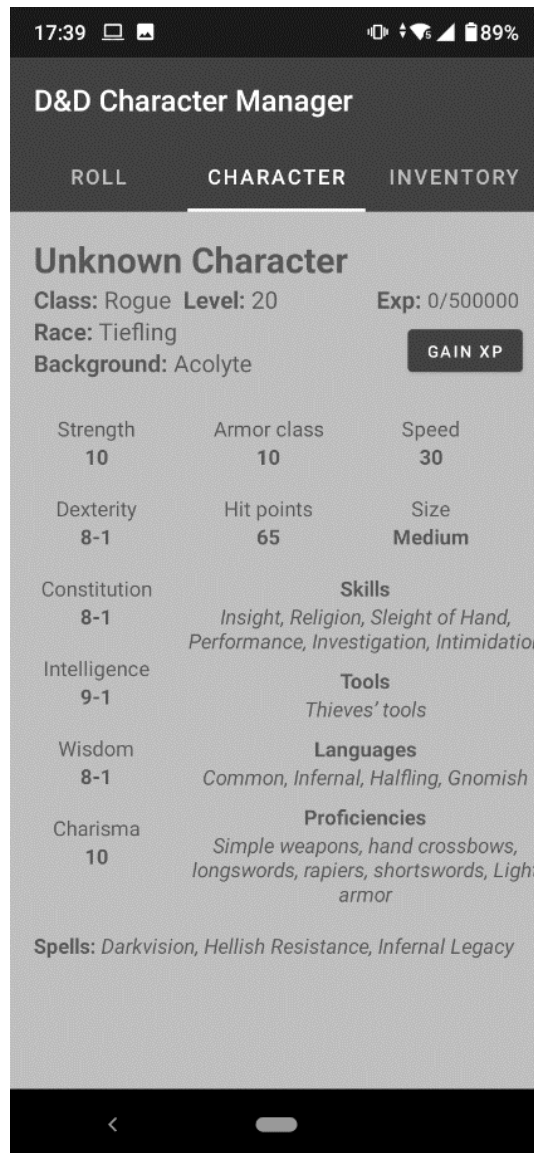 17:39 89%
D&D Character Manager
ROLL CHARACTER INVENTORY
Unknown Character
Class: Rogue Level: 20 Exp: 0/500000
Race: Tiefling
GAIN XP
Background: Acolyte
Strength Armor class Speed
10 10 30
Dexterity Hit points Size
8-1 65 Medium
Constitution
8-1
Intelligence
9-1
Wisdom
8-1
Charisma
10
Skills
Insight, Religion, Sleight of Hand,
Performance, Investigation, Intimidation
Tools
Thieves' tools
Languages
Common, Infernal, Halfling, Gnomish
Proficiencies
Simple weapons, hand crossbows,
longswords, rapiers, shortswords, Light
armor
Spells: Darkvision, Hellish Resistance, Infernal Legacy